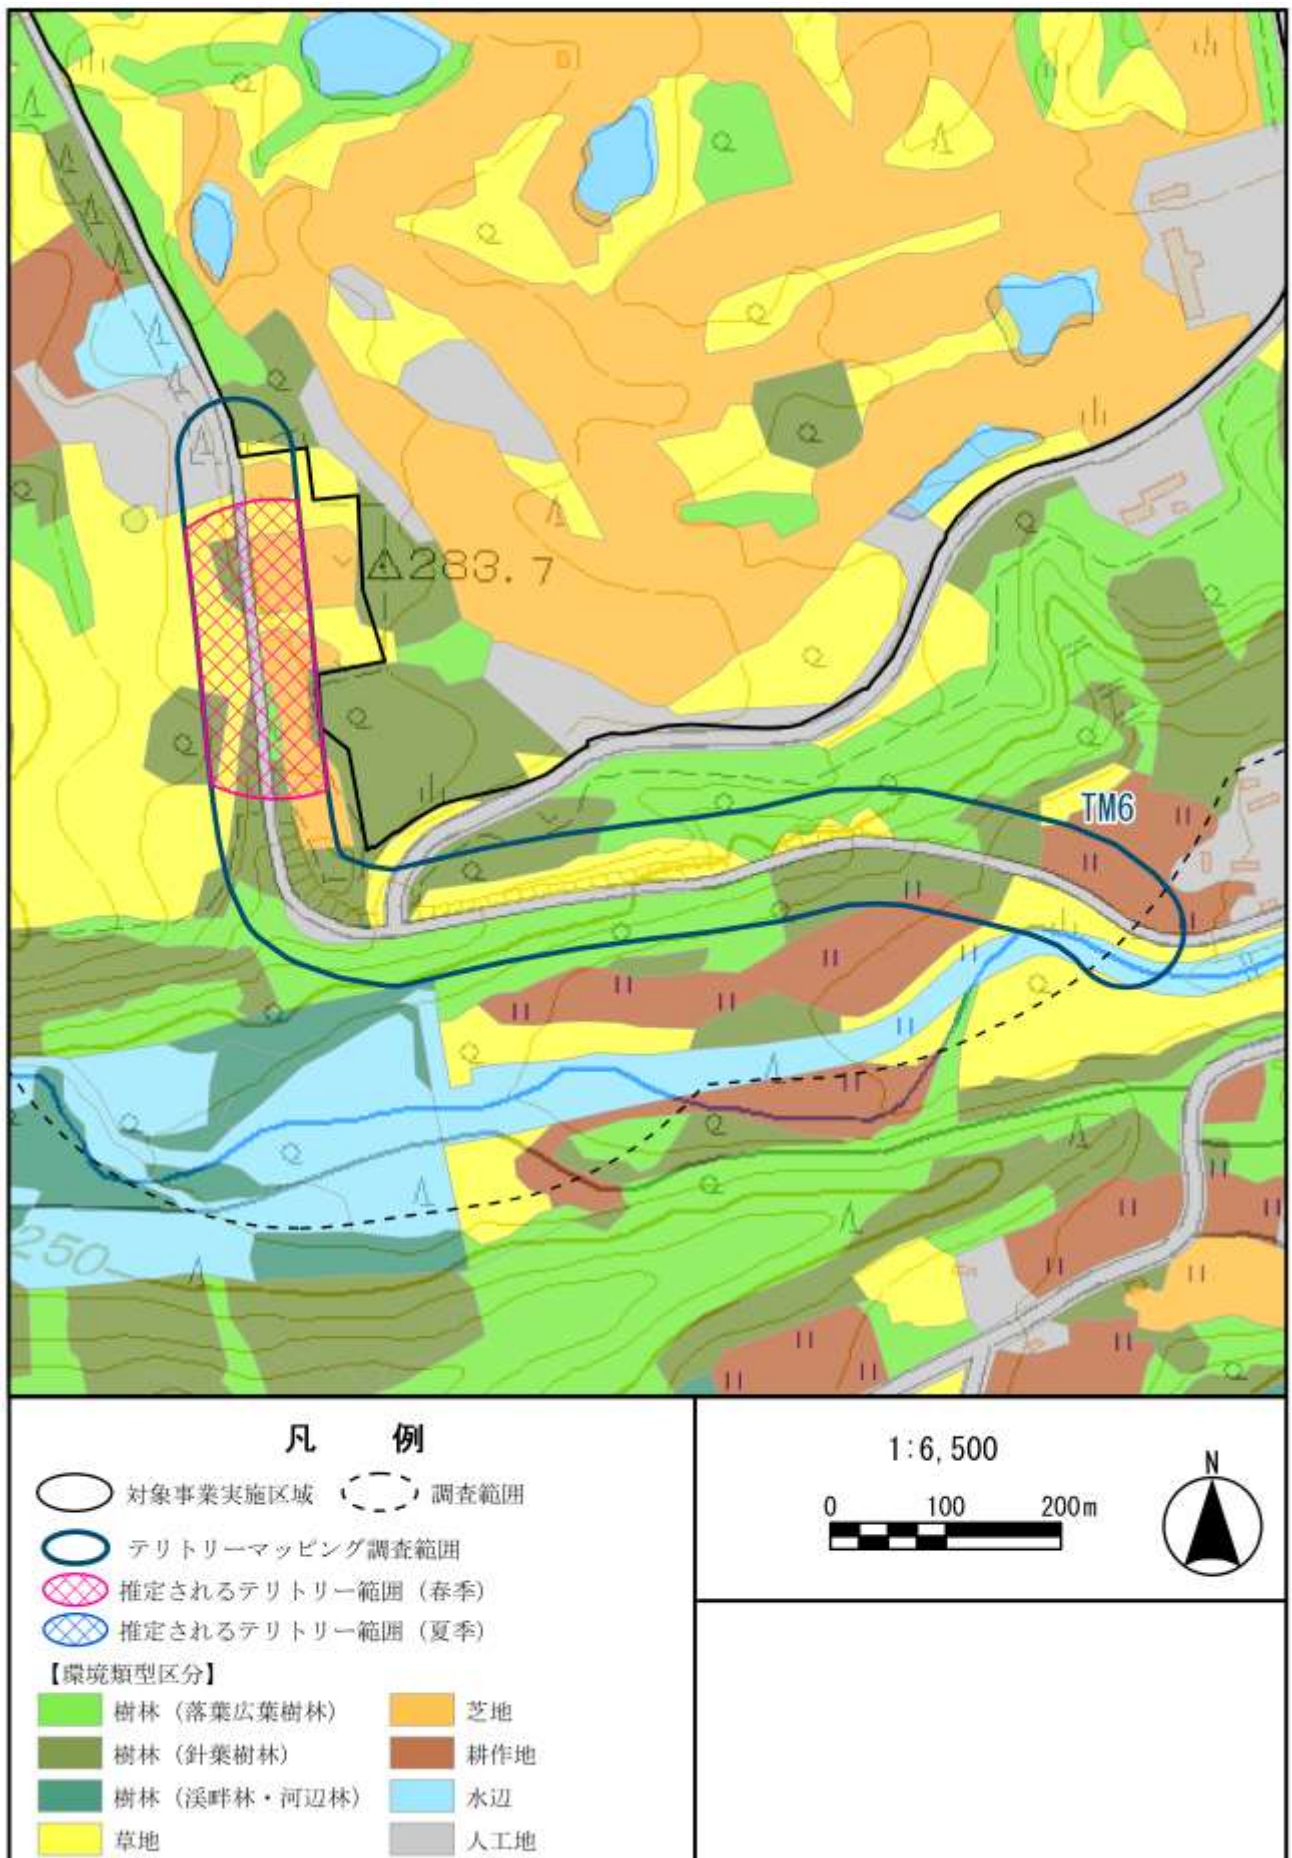 283.7
TM6
250
凡 例
対象事業実施区域 調査範囲
テリトリーマッピング調査範囲
推定されるテリトリー範囲（春季）
推定されるテリトリー範囲（夏季）
【環境類型区分】
樹林（落葉広葉樹林） 芝地
樹林（針葉樹林） 耕作地
樹林（渓畔林・河辺林） 水辺
草地 人工地
1:6,500
0 100 200m
N